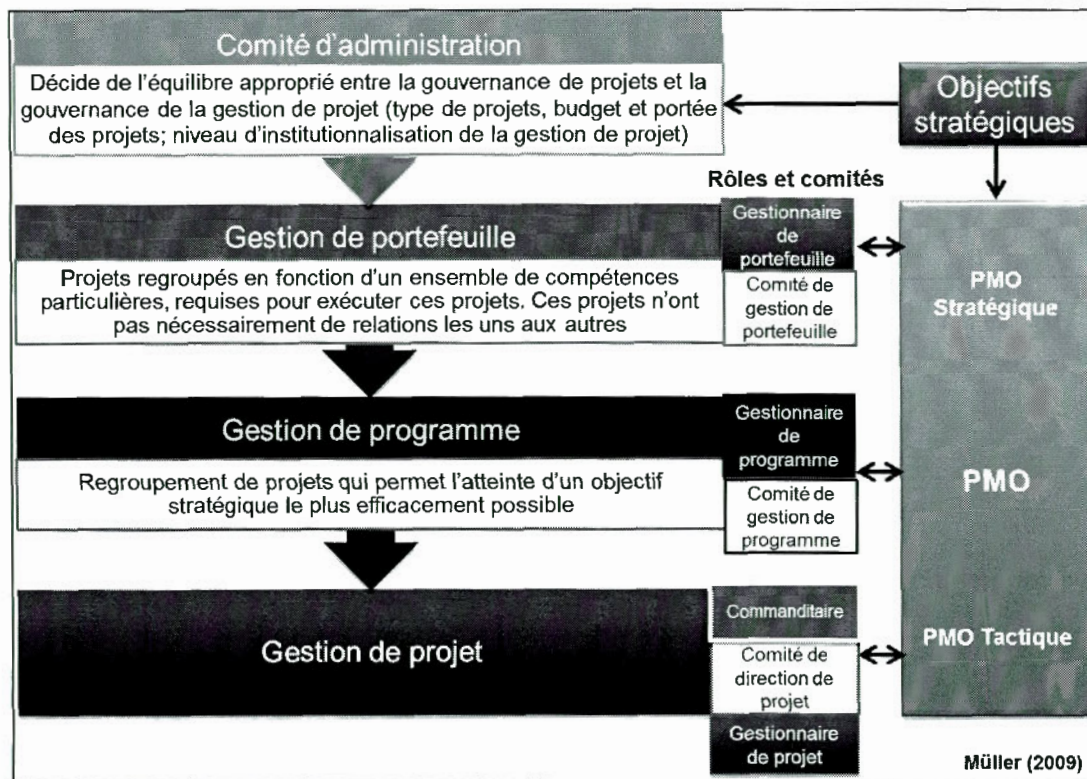 Comité d'administration
Décide de l'équilibre approprié entre la gouvernance de projets et la
gouvernance de la gestion de projet (type de projets, budget et portée
des projets; niveau d'institutionnalisation de la gestion de projet)
Objectifs
stratégiques
Rôles et comités
Gestion de portefeuille
Projets regroupés en fonction d'un ensemble de compétences
particulières, requises pour exécuter ces projets. Ces projets n'ont
pas nécessairement de relations les uns aux autres
Gestionnaire
de
portefeuille
Comité de
gestion de
portefeuille
PMO
Stratégique
Gestion de programme
Regroupement de projets qui permet l'atteinte d'un objectif
stratégique le plus efficacement possible
Gestionnaire
de
programme
Comité de
gestion de
programme
PMO
Gestion de projet
Commanditaire
Comité de
direction de
projet
Gestionnaire
de projet
PMO Tactique
Müller (2009)